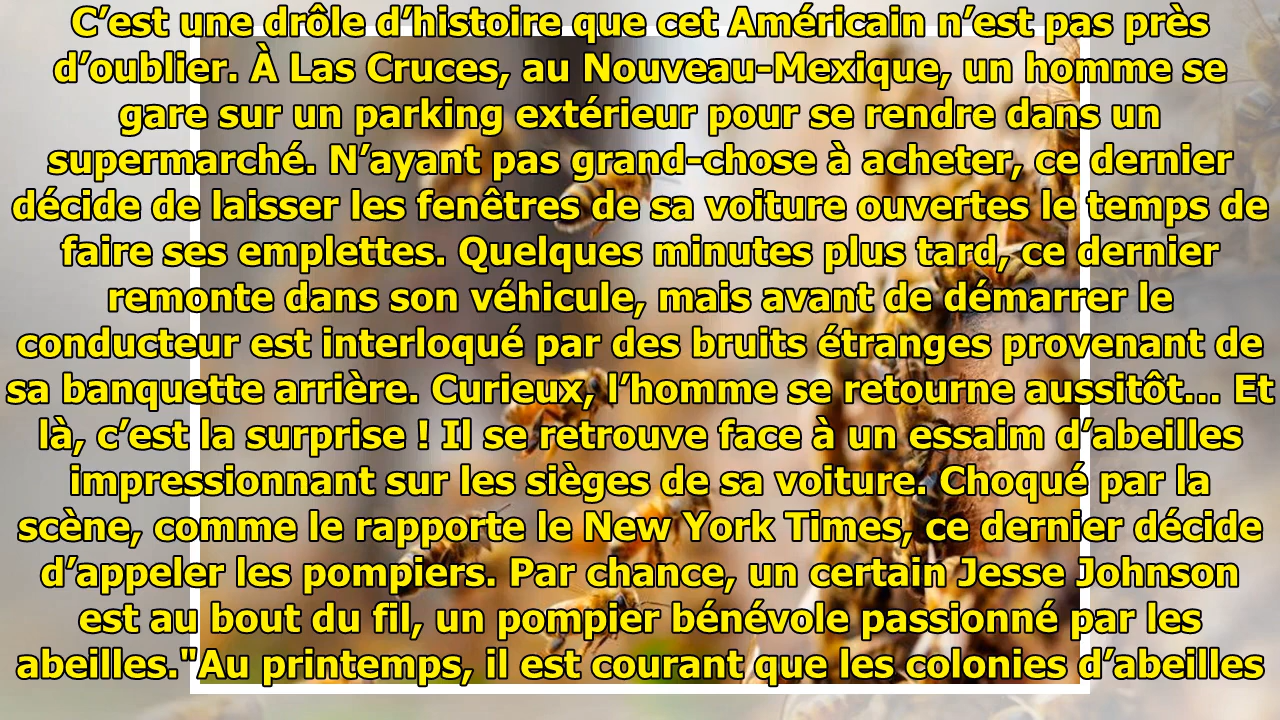 C’est une drôle d’histoire que cet Américain n’est pas près
d’oublier. À Las Cruces, au Nouveau-Mexique, un homme se
gare sur un parking extérieur pour se rendre dans un
supermarché. N’ayant pas grand-chose à acheter, ce dernier
décide de laisser les fenêtres de sa voiture ouvertes le temps de
faire ses emplettes. Quelques minutes plus tard, ce dernier
remonte dans son véhicule, mais avant de démarrer le
conducteur est interloqué par des bruits étranges provenant de
sa banquette arrière. Curieux, l’homme se retourne aussitôt... Et
là, c’est la surprise ! Il se retrouve face à un essaim d’abeilles
impressionnant sur les sièges de sa voiture. Choqué par la
scène, comme le rapporte le New York Times, ce dernier décide
d’appeler les pompiers. Par chance, un certain Jesse Johnson
est au bout du fil, un pompier bénévole passionné par les
abeilles."Au printemps, il est courant que les colonies d’abeilles